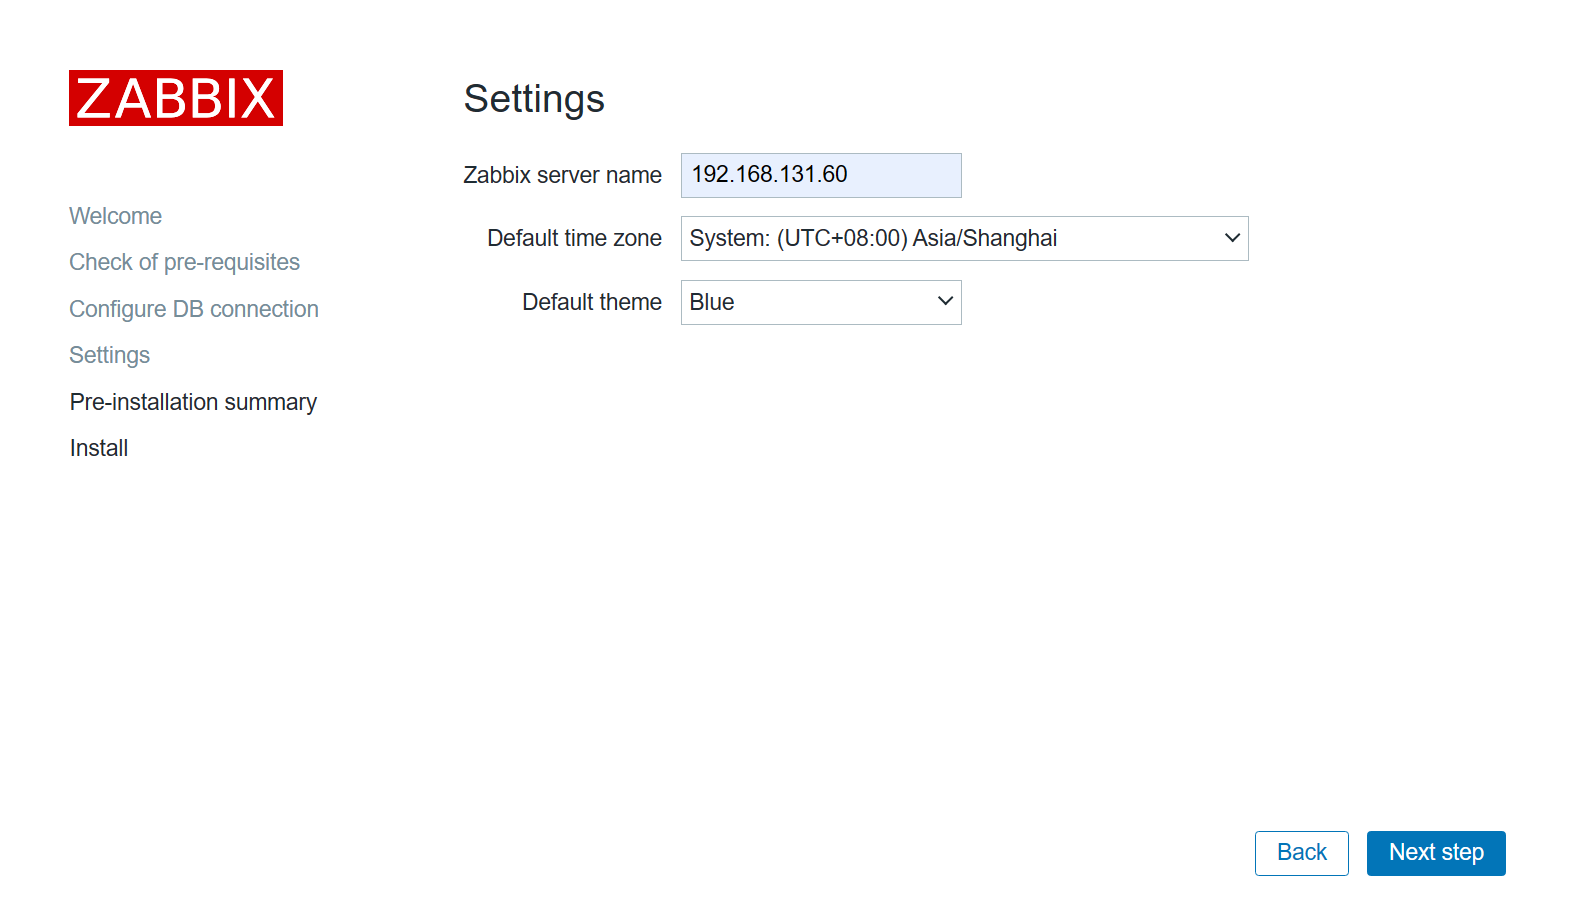 ZABBIX
Welcome
Check of pre-requisites
Configure DB connection
Settings
Pre-installation summary
Install
Settings
Zabbix server name 192.168.131.60
Default time zone System: (UTC+08:00) Asia/Shanghai
Default theme Blue
Back Next step